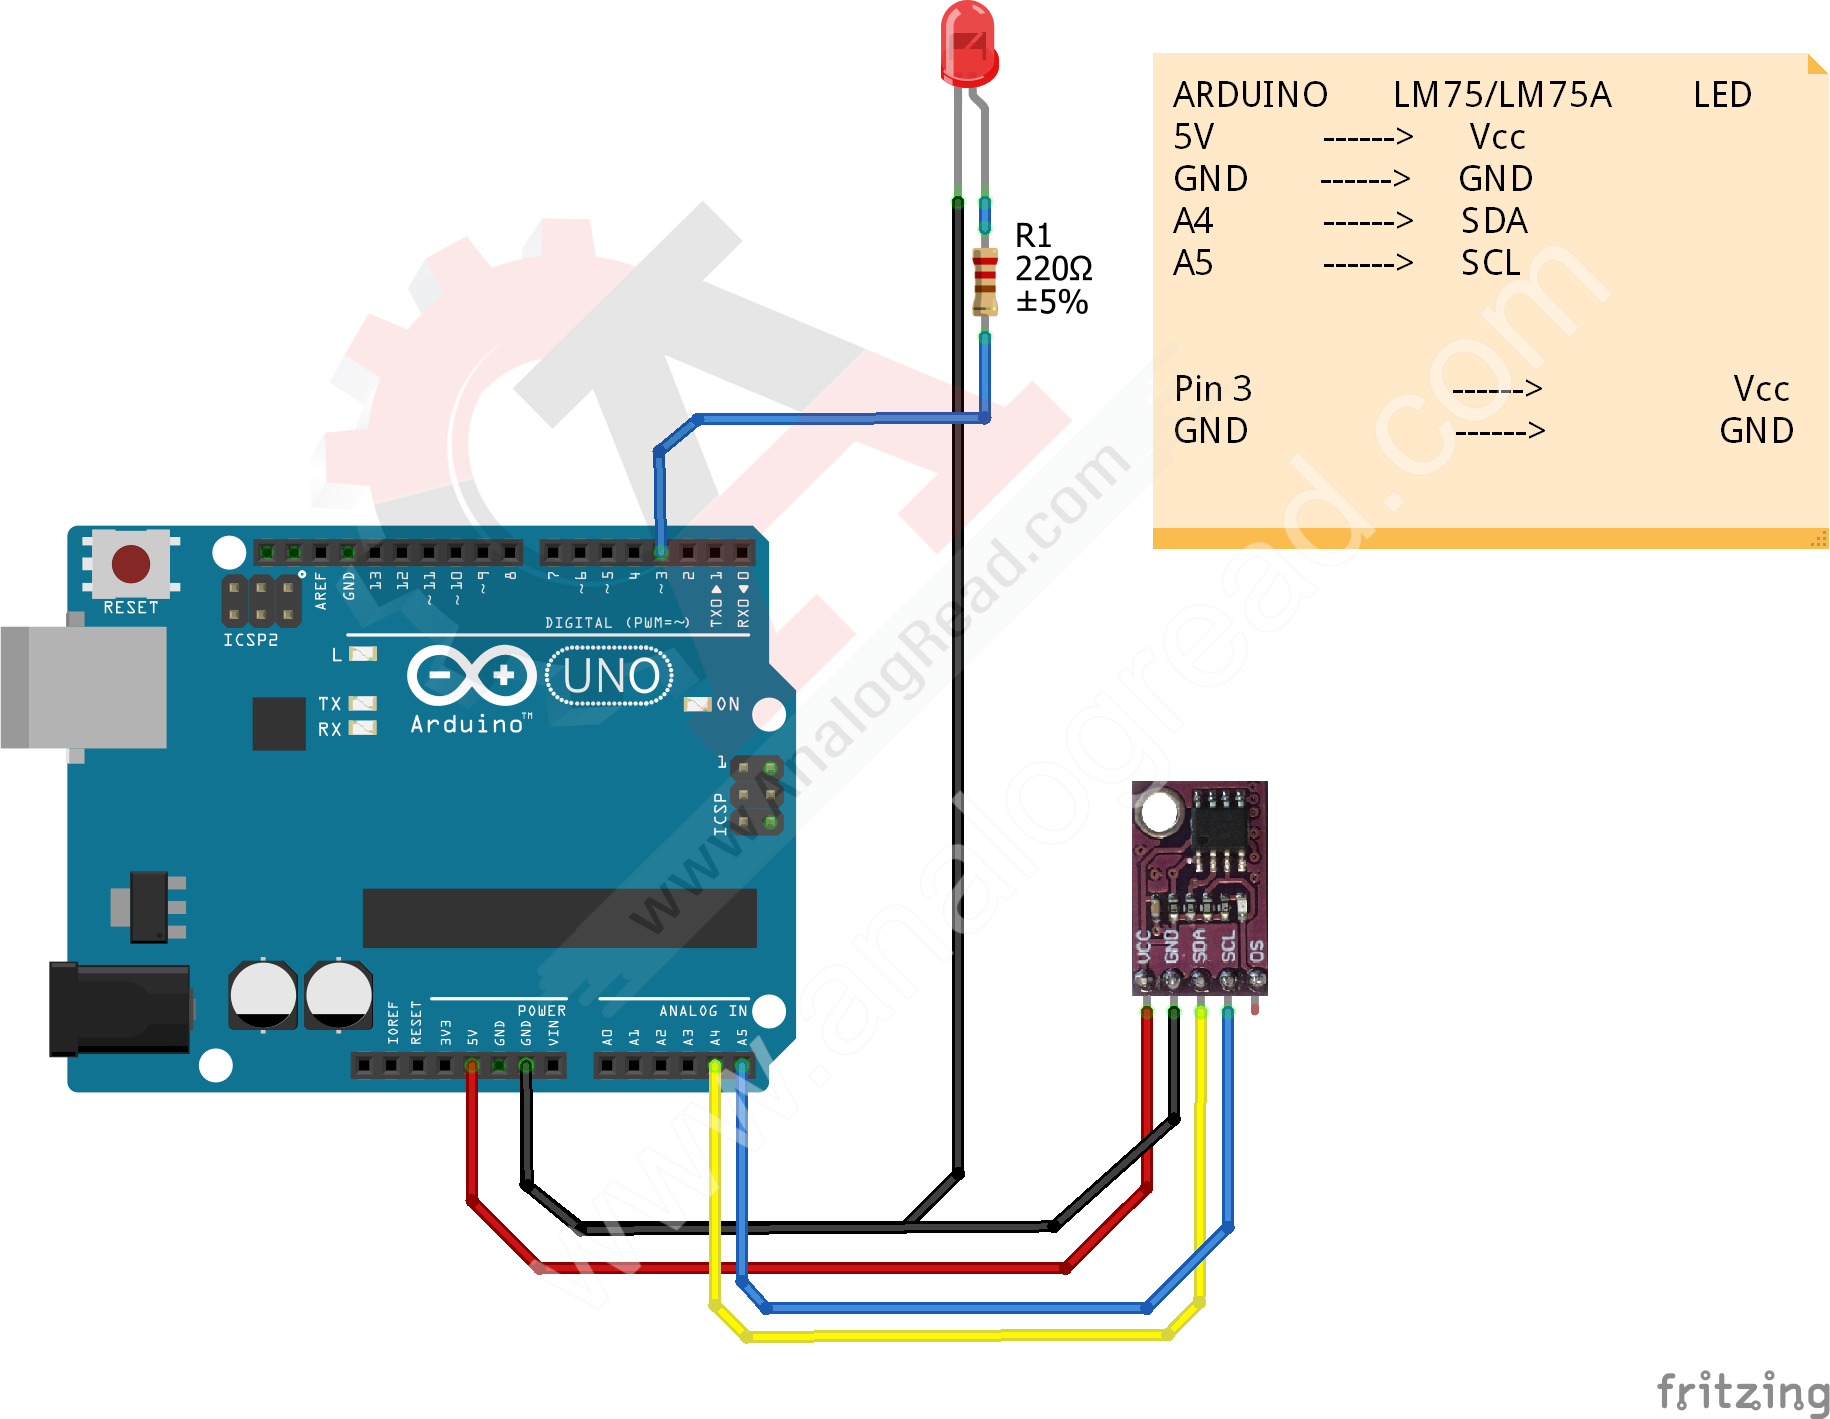 ARDUINO LM75/LM75A LED
5V ------> Vcc
GND ------> GND
A4 ------> SDA
A5 ------> SCL
Pin 3 ------> Vcc
GND ------> GND
R1
220Ω
±5%
RESET
ICSP2
AREF
GND
13
12
~11
~10
~9
8
7
~6
~5
4
~3
2
TX0▶1
RX0◀0
DIGITAL (PWM=~)
L
TX
RX
UNO
Arduino™
ON
1
ICSP
www.AnalogRead.com
www.analogread.com
VCC
GND
SDA
SCL
OS
IOREF
RESET
3V3
5V
GND
GND
VIN
POWER
ANALOG IN
A0
A1
A2
A3
A4
A5
fritzing